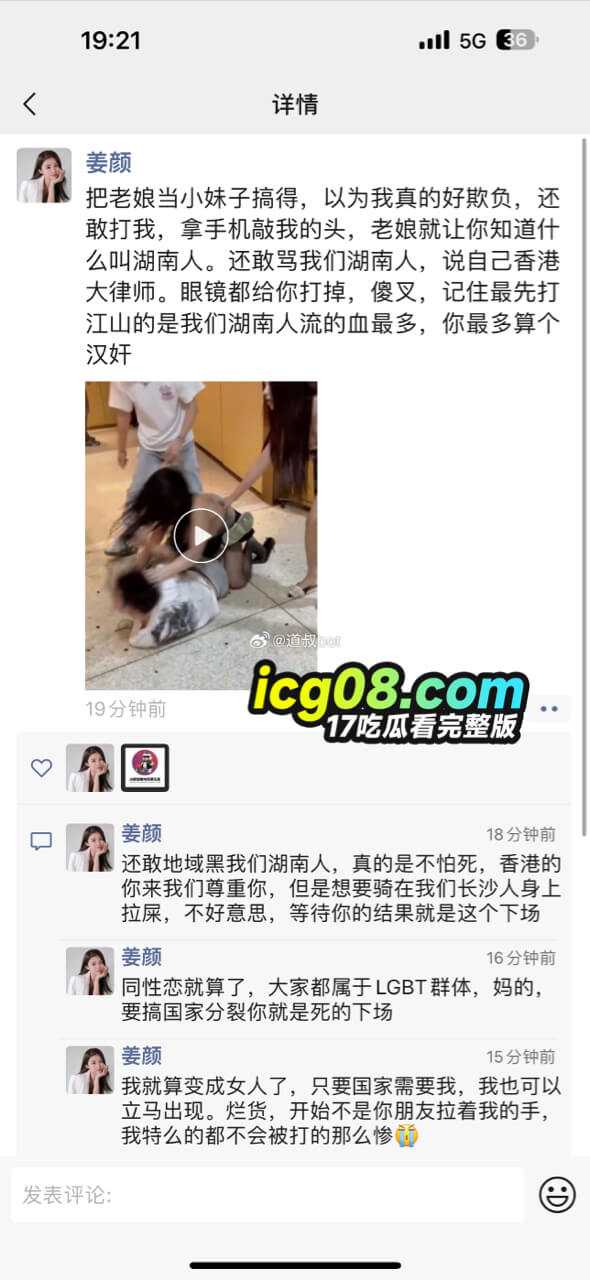 19:21
5G
36
详情
姜颜
把老娘当小妹子搞得，以为我真的好欺负，还
敢打我，拿手机敲我的头，老娘就让你知道什
么叫湖南人。还敢骂我们湖南人，说自己香港
大律师。眼镜都给你打掉，傻叉，记住最先打
江山的是我们湖南人流的血最多，你最多算个
汉奸
@道叔bot
icg08.com
17吃瓜看完整版
19分钟前
姜颜
18分钟前
还敢地域黑我们湖南人，真的是不怕死，香港的
你来我们尊重你，但是想要骑在我们长沙人身上
拉屎，不好意思，等待你的结果就是这个下场
姜颜
16分钟前
同性恋就算了，大家都属于LGBT群体，妈的，
要搞国家分裂你就是死的下场
姜颜
15分钟前
我就算变成女人了，只要国家需要我，我也可以
立马出现。烂货，开始不是你朋友拉着我的手，
我特么的都不会被打的那么惨😭
发表评论: